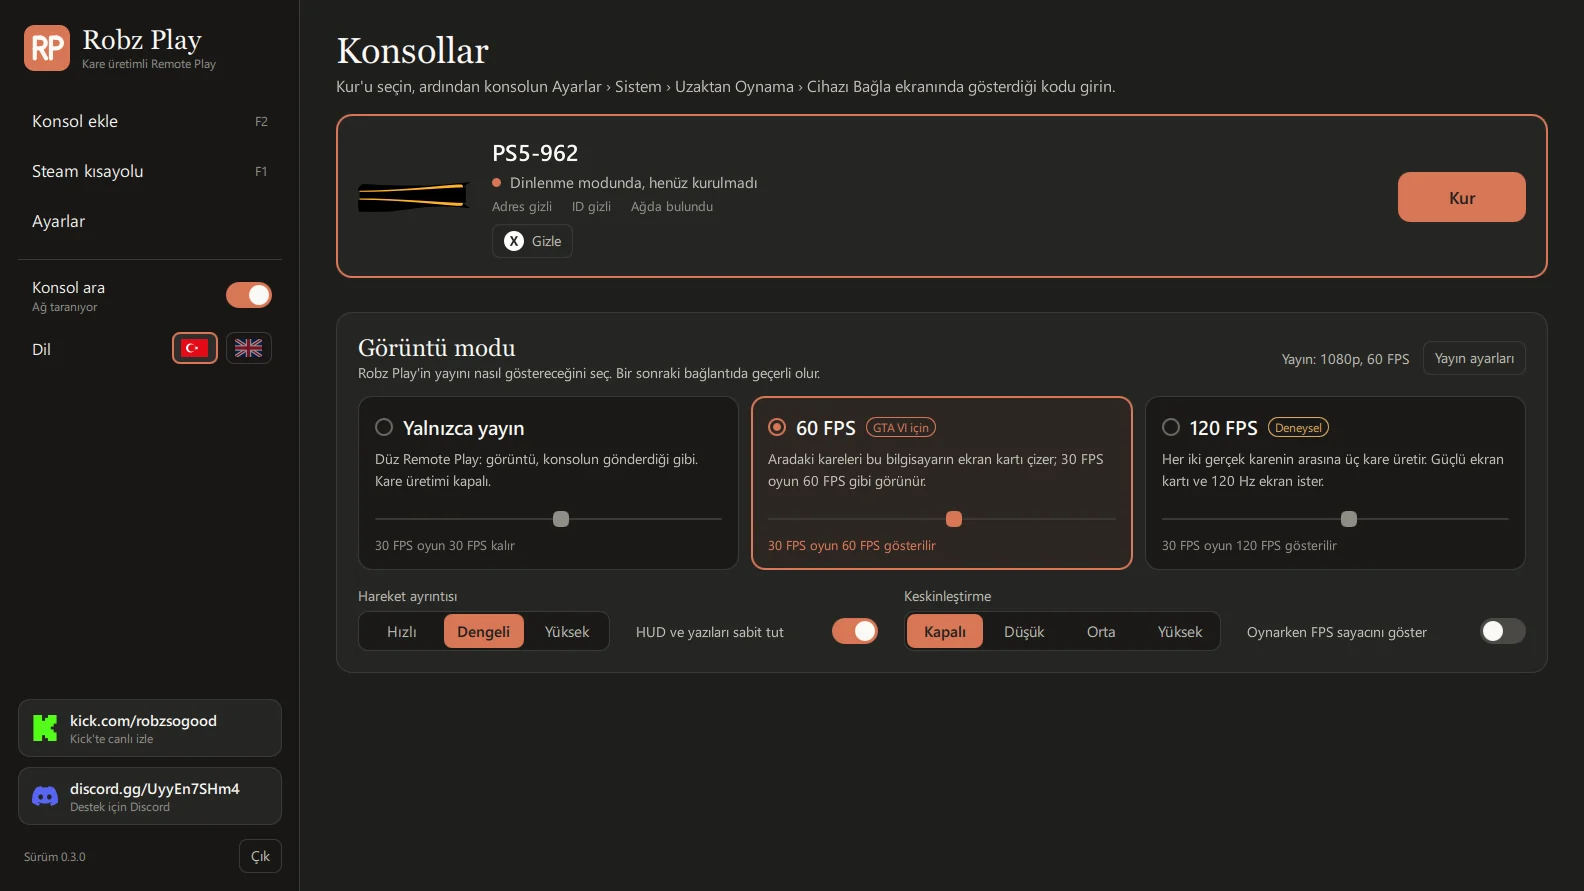 RP
Robz Play
Kare üretimli Remote Play
Konsol ekle F2
Steam kısayolu F1
Ayarlar
Konsol ara
Ağ taranıyor
Dil
kick.com/robzsogood
Kick'te canlı izle
discord.gg/UyyEn7SHm4
Destek için Discord
Sürüm 0.3.0
Çık
Konsollar
Kur'u seçin, ardından konsolun Ayarlar › Sistem › Uzaktan Oynama › Cihazı Bağla ekranında gösterdiği kodu girin.
PS5-962
Dinlenme modunda, henüz kurulmadı
Adres gizli ID gizli Ağda bulundu
X Gizle
Kur
Görüntü modu
Robz Play'in yayını nasıl göstereceğini seç. Bir sonraki bağlantıda geçerli olur.
Yayın: 1080p, 60 FPS
Yayın ayarları
Yalnızca yayın
Düz Remote Play: görüntü, konsolun gönderdiği gibi.
Kare üretimi kapalı.
30 FPS oyun 30 FPS kalır
60 FPS GTA VI için
Aradaki kareleri bu bilgisayarın ekran kartı çizer; 30 FPS
oyun 60 FPS gibi görünür.
30 FPS oyun 60 FPS gösterilir
120 FPS Deneysel
Her iki gerçek karenin arasına üç kare üretir. Güçlü ekran
kartı ve 120 Hz ekran ister.
30 FPS oyun 120 FPS gösterilir
Hareket ayrıntısı
Hızlı Dengeli Yüksek
HUD ve yazıları sabit tut
Keskinleştirme
Kapalı Düşük Orta Yüksek
Oynarken FPS sayacını göster